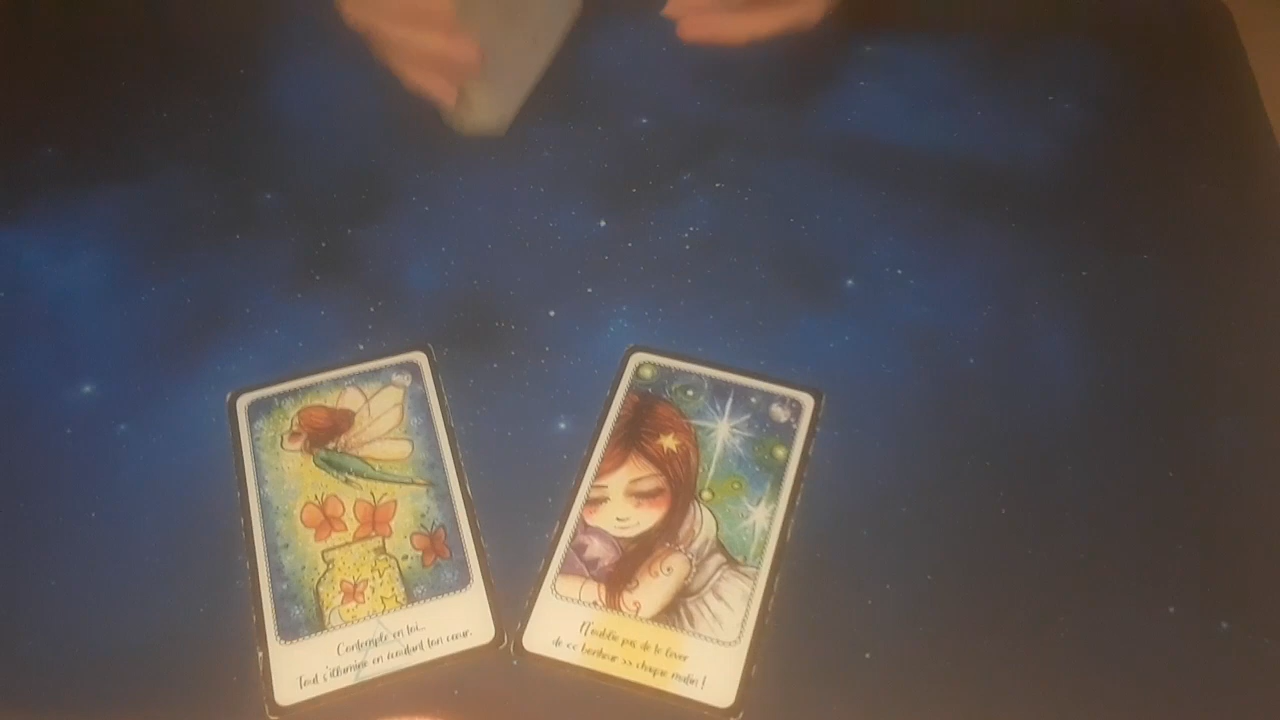 Contemple en toi...
Tout s'illumine en écoutant ton cœur.
N'oublie pas de te lever
de << bonheur >> chaque matin !